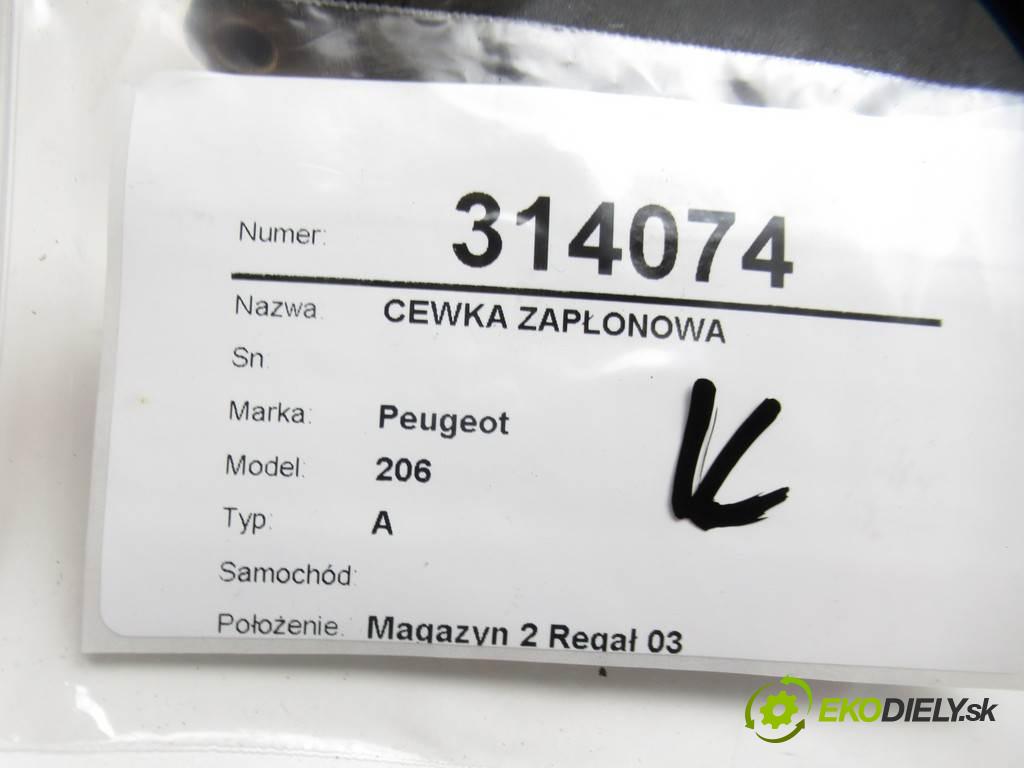 Numer: 314074
Nazwa: CEWKA ZAPŁONOWA
Sn:
Marka: Peugeot
Model: 206
Typ: A
Samochód:
Położenie: Magazyn 2 Regał 03
EKODIELY.sk